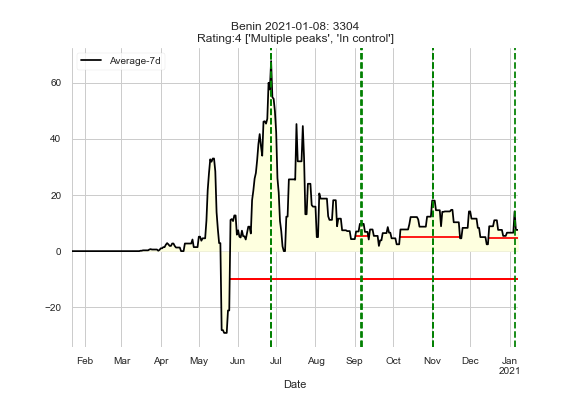 Benin 2021-01-08: 3304
Rating:4 ['Multiple peaks', 'In control']
Average-7d
60
40
20
0
−20
Feb Mar Apr May Jun Jul Aug Sep Oct Nov Dec Jan
2021
Date